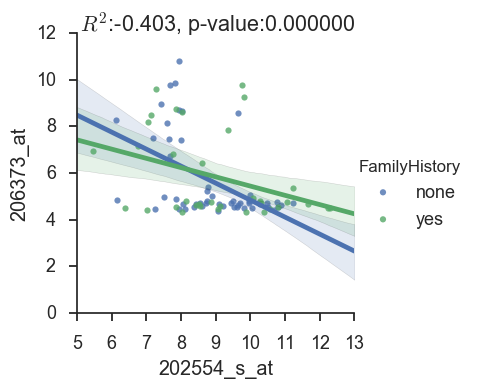 R²:-0.403, p-value:0.000000
12
10
8
6
4
2
0
206373_at
5 6 7 8 9 10 11 12 13
202554_s_at
FamilyHistory
none
yes